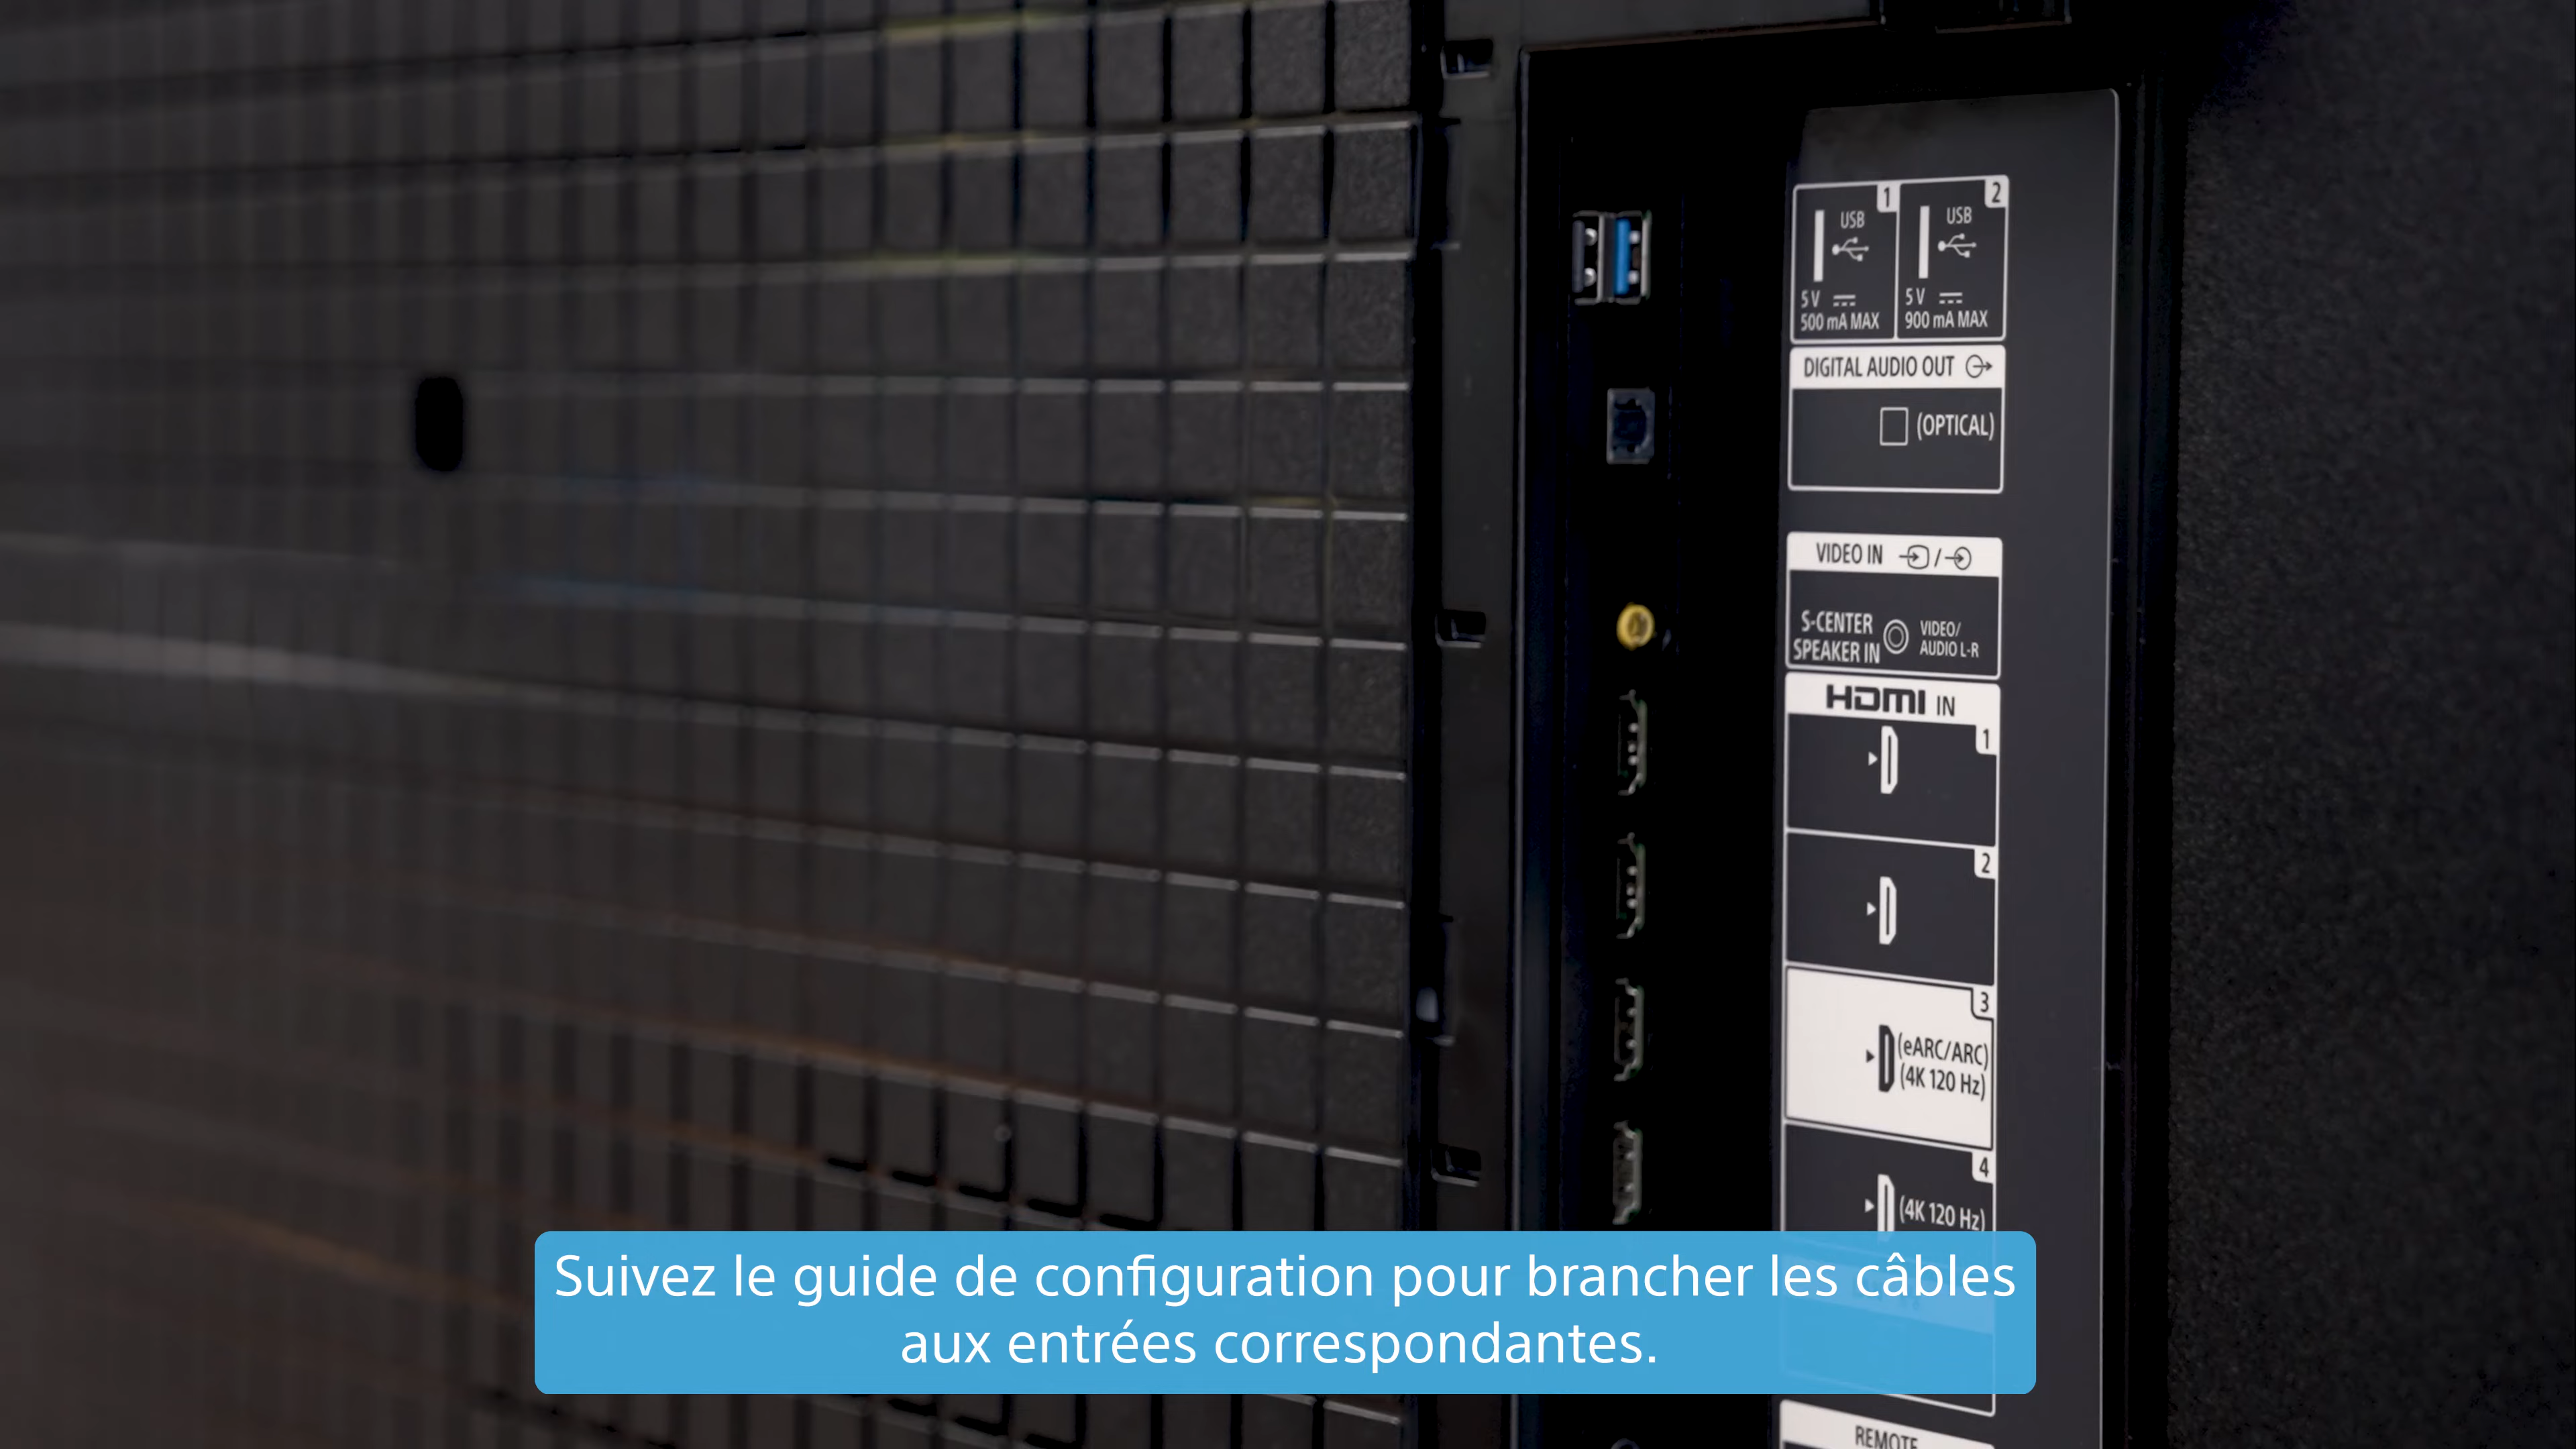 1
2
USB
USB
5 V
500 mA MAX
5 V
900 mA MAX
DIGITAL AUDIO OUT
(OPTICAL)
VIDEO IN
/
S-CENTER
SPEAKER IN
VIDEO/
AUDIO L-R
HDMI IN
1
2
3
(eARC/ARC)
(4K 120 Hz)
4
(4K 120 Hz)
Suivez le guide de configuration pour brancher les câbles
aux entrées correspondantes.
REMOTE